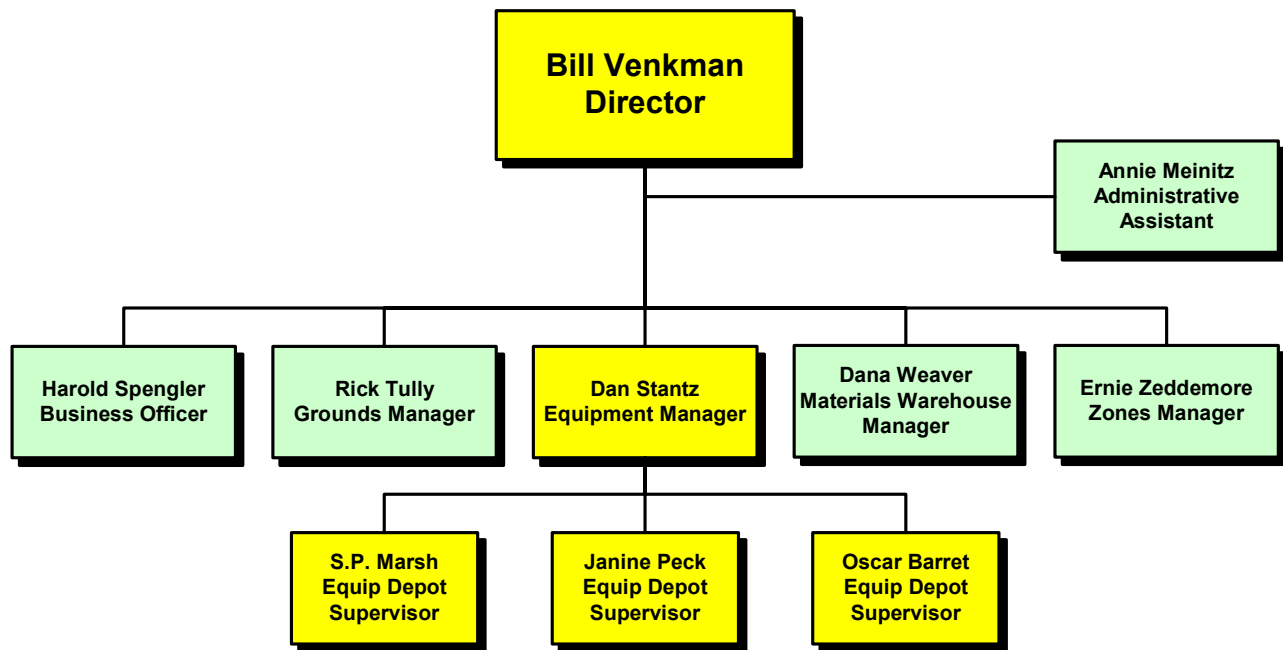 Bill Venkman
Director
Annie Meinitz
Administrative
Assistant
Harold Spengler
Business Officer
Rick Tully
Grounds Manager
Dan Stantz
Equipment Manager
Dana Weaver
Materials Warehouse
Manager
Ernie Zeddemore
Zones Manager
S.P. Marsh
Equip Depot
Supervisor
Janine Peck
Equip Depot
Supervisor
Oscar Barret
Equip Depot
Supervisor